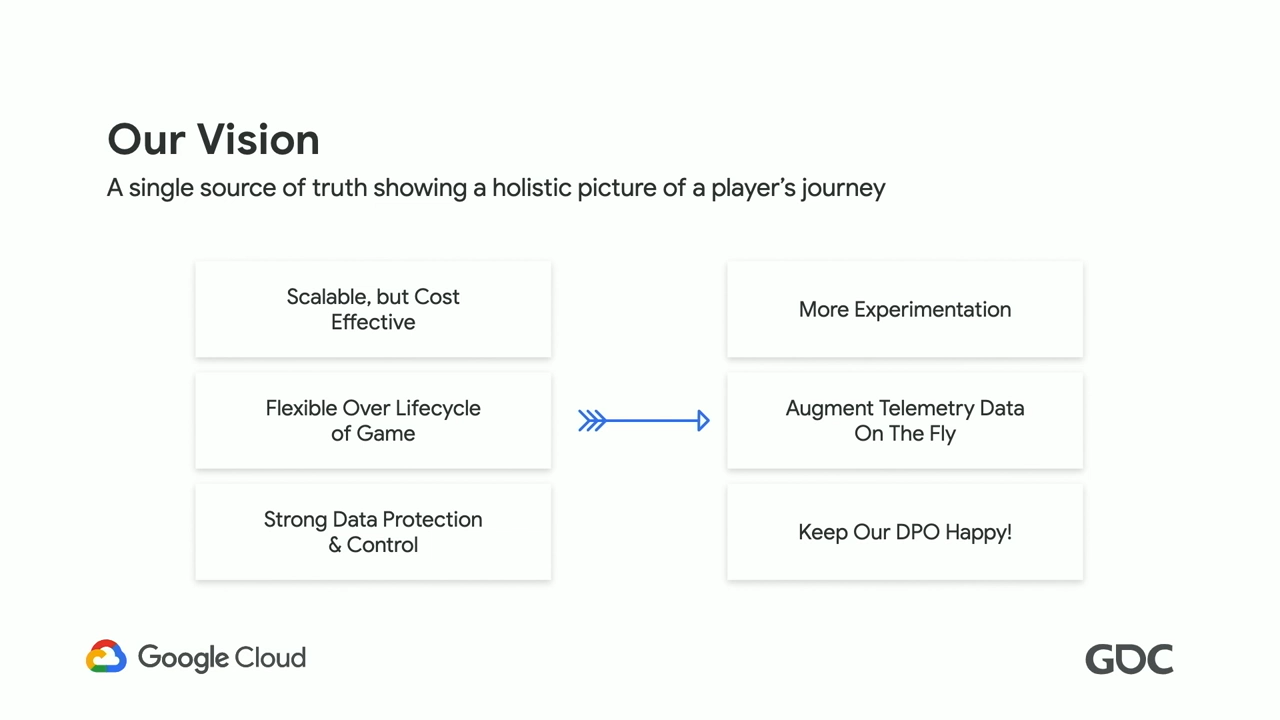 Our Vision
A single source of truth showing a holistic picture of a player’s journey
Scalable, but Cost
Effective
More Experimentation
Flexible Over Lifecycle
of Game
Augment Telemetry Data
On The Fly
Strong Data Protection
& Control
Keep Our DPO Happy!
Google Cloud
GDC